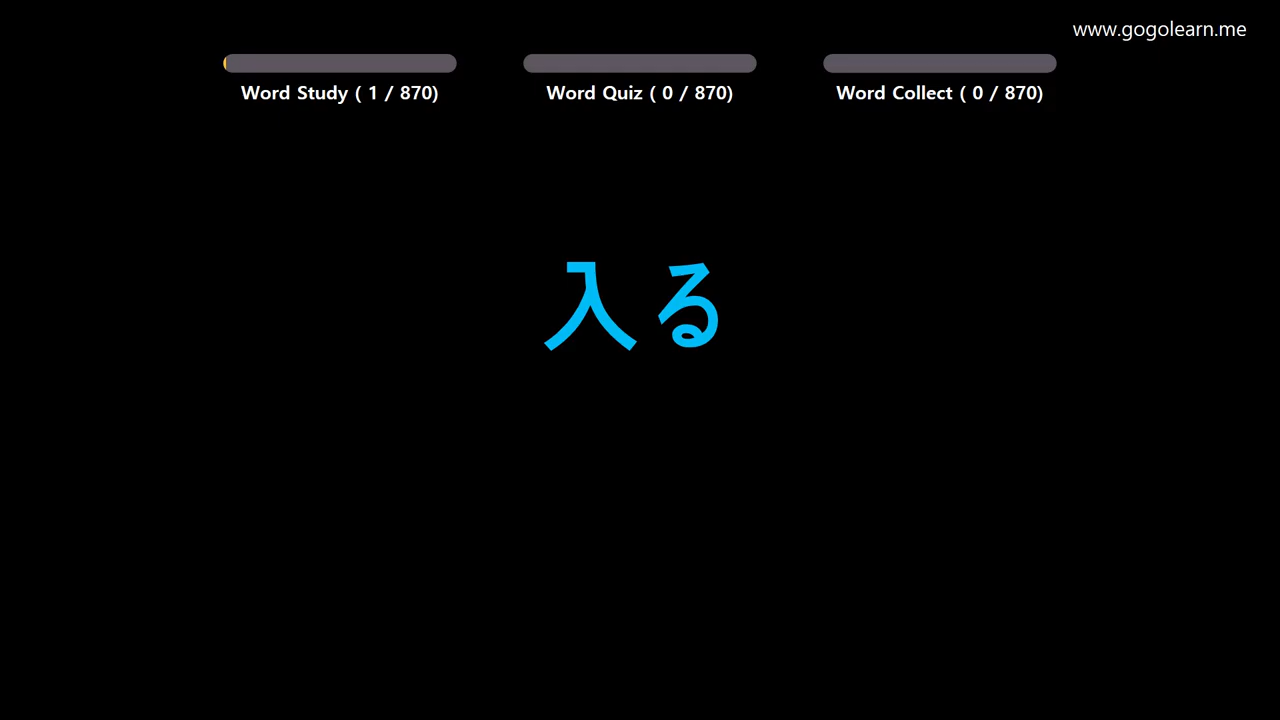 www.gogolearn.me
Word Study ( 1 / 870)
Word Quiz ( 0 / 870)
Word Collect ( 0 / 870)
入る